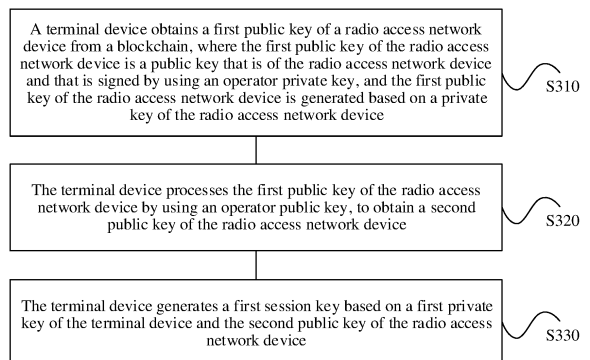 A terminal device obtains a first public key of a radio access network
device from a blockchain, where the first public key of the radio access
network device is a public key that is of the radio access network device
and that is signed by using an operator private key, and the first public
key of the radio access network device is generated based on a private
key of the radio access network device
S310
The terminal device processes the first public key of the radio access
network device by using an operator public key, to obtain a second
public key of the radio access network device
S320
The terminal device generates a first session key based on a first private
key of the terminal device and the second public key of the radio access
network device
S330